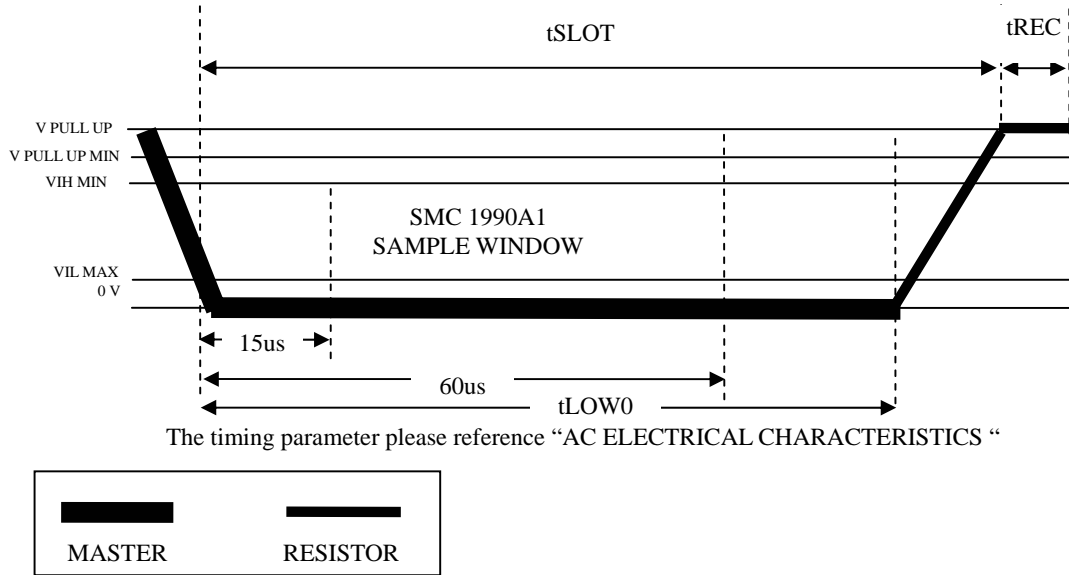 tSLOT
tREC
V PULL UP
V PULL UP MIN
VIH MIN
SMC 1990A1
SAMPLE WINDOW
VIL MAX
0 V
15us
60us
tLOW0
The timing parameter please reference “AC ELECTRICAL CHARACTERISTICS “
MASTER
RESISTOR